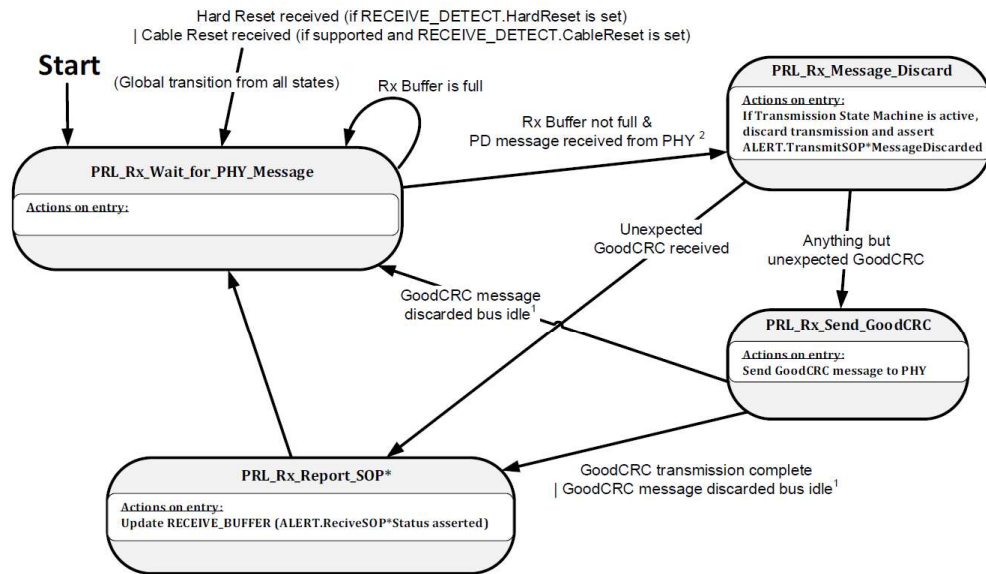 Hard Reset received (if RECEIVE_DETECT.HardReset is set)
| Cable Reset received (if supported and RECEIVE_DETECT.CableReset is set)
Start
(Global transition from all states)
Rx Buffer is full
Rx Buffer not full &
PD message received from PHY 2
PRL_Rx_Message_Discard
Actions on entry:
If Transmission State Machine is active,
discard transmission and assert
ALERT.TransmitSOP*MessageDiscarded
PRL_Rx_Wait_for_PHY_Message
Actions on entry:
Unexpected
GoodCRC received
Anything but
unexpected GoodCRC
GoodCRC message
discarded bus idle1
PRL_Rx_Send_GoodCRC
Actions on entry:
Send GoodCRC message to PHY
PRL_Rx_Report_SOP*
Actions on entry:
Update RECEIVE_BUFFER (ALERT.ReciveSOP*Status asserted)
GoodCRC transmission complete
| GoodCRC message discarded bus idle1